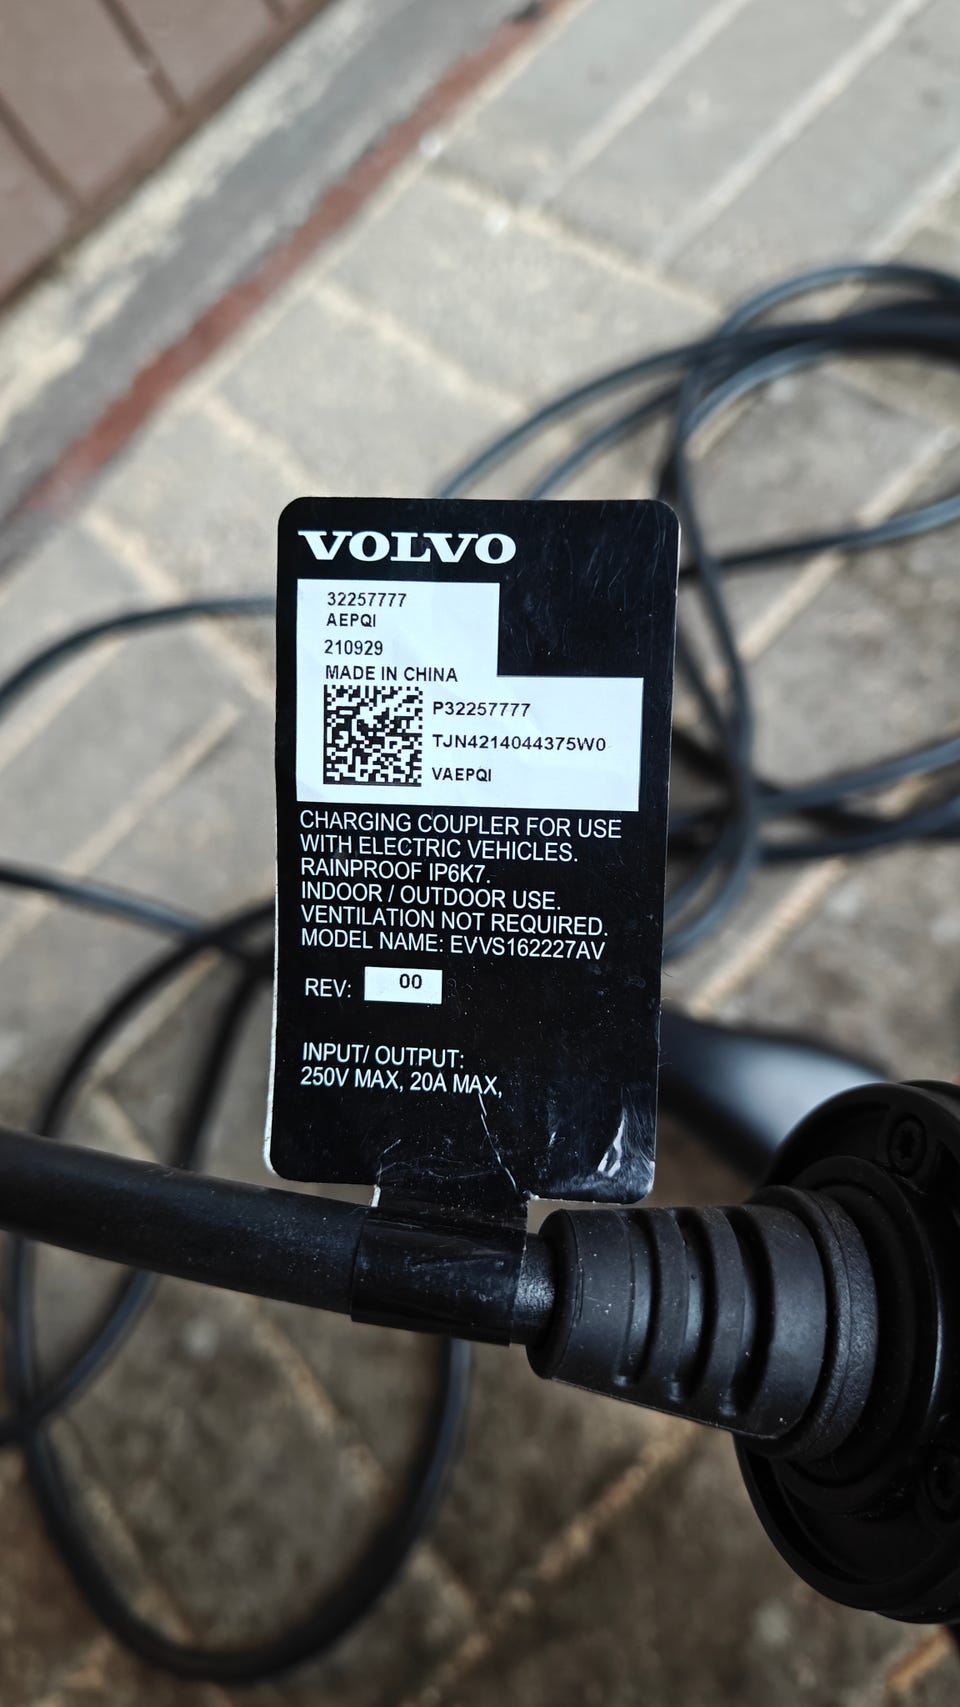 VOLVO
32257777
AEPQI
210929
MADE IN CHINA
P32257777
TJN4214044375W0
VAEPQI
CHARGING COUPLER FOR USE
WITH ELECTRIC VEHICLES.
RAINPROOF IP6K7.
INDOOR / OUTDOOR USE.
VENTILATION NOT REQUIRED.
MODEL NAME: EVVS162227AV
REV: 00
INPUT/ OUTPUT:
250V MAX, 20A MAX,